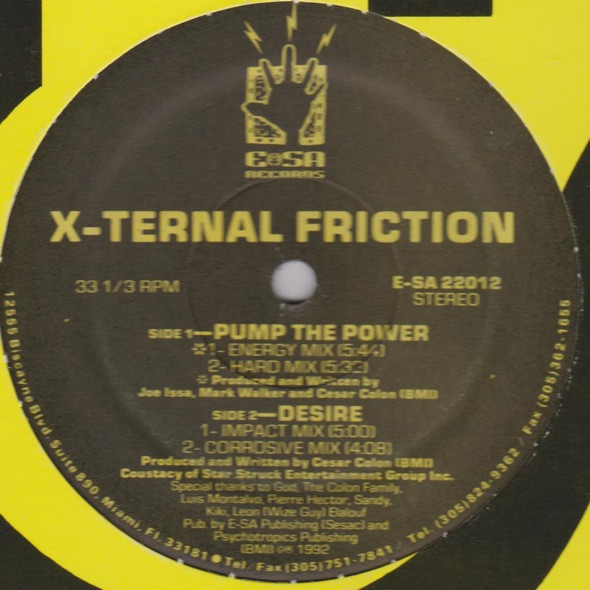 E-SA
RECORDS
X-TERNAL FRICTION
33 1/3 RPM
E-SA 22012
STEREO
SIDE 1—PUMP THE POWER
☆1- ENERGY MIX (5:44)
2- HARD MIX (5:33)
☆ Produced and Written by
Joe Issa, Mark Walker and Cesar Colon (BMI)
SIDE 2—DESIRE
1- IMPACT MIX (5:00)
2- CORROSIVE MIX (4:08)
Produced and Written by Cesar Colon (BMI)
Coustacy of Star Struck Entertainment Group Inc.
Special thanks to God, The Colon Family,
Luis Montalvo, Pierre Hector, Sandy,
Kiki, Leon (Wize Guy) Elalouf
Pub. by E-SA Publishing (Sesac) and
Psychotropics Publishing
(BMI) ©℗ 1992
12555 Biscayne Blvd. Suite 890, Miami, Fl. 33181 ● Tel / Fax (305) 751-7841 / Tel. (305) 824-9362 / Fax (305) 362-1655